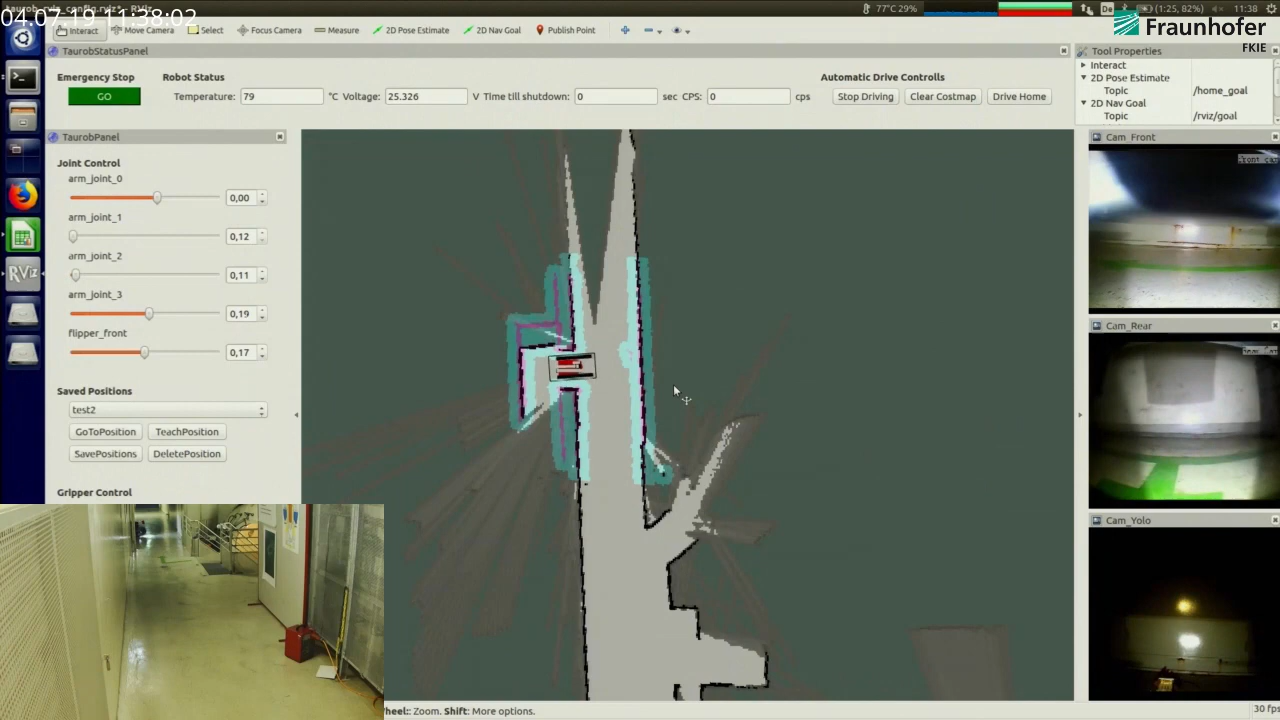 04.07.19 11:38:02
77°C 29%
De
(1:25, 82%)
11:38
Fraunhofer
FKIE
Interact
Move Camera
Select
Focus Camera
Measure
2D Pose Estimate
2D Nav Goal
Publish Point
TaurobStatusPanel
Tool Properties
Emergency Stop
Robot Status
Automatic Drive Controlls
GO
Temperature: 79 °C Voltage: 25.326 V Time till shutdown: 0 sec CPS: 0 cps
Stop Driving
Clear Costmap
Drive Home
Interact
2D Pose Estimate
Topic /home_goal
2D Nav Goal
Topic /rviz/goal
TaurobPanel
Joint Control
arm_joint_0
0,00
arm_joint_1
0,12
arm_joint_2
0,11
arm_joint_3
0,19
flipper_front
0,17
Saved Positions
test2
GoToPosition
TeachPosition
SavePositions
DeletePosition
Gripper Control
RViz
Cam_Front
Cam_Rear
Cam_Yolo
heel: Zoom. Shift: More options.
30 fps